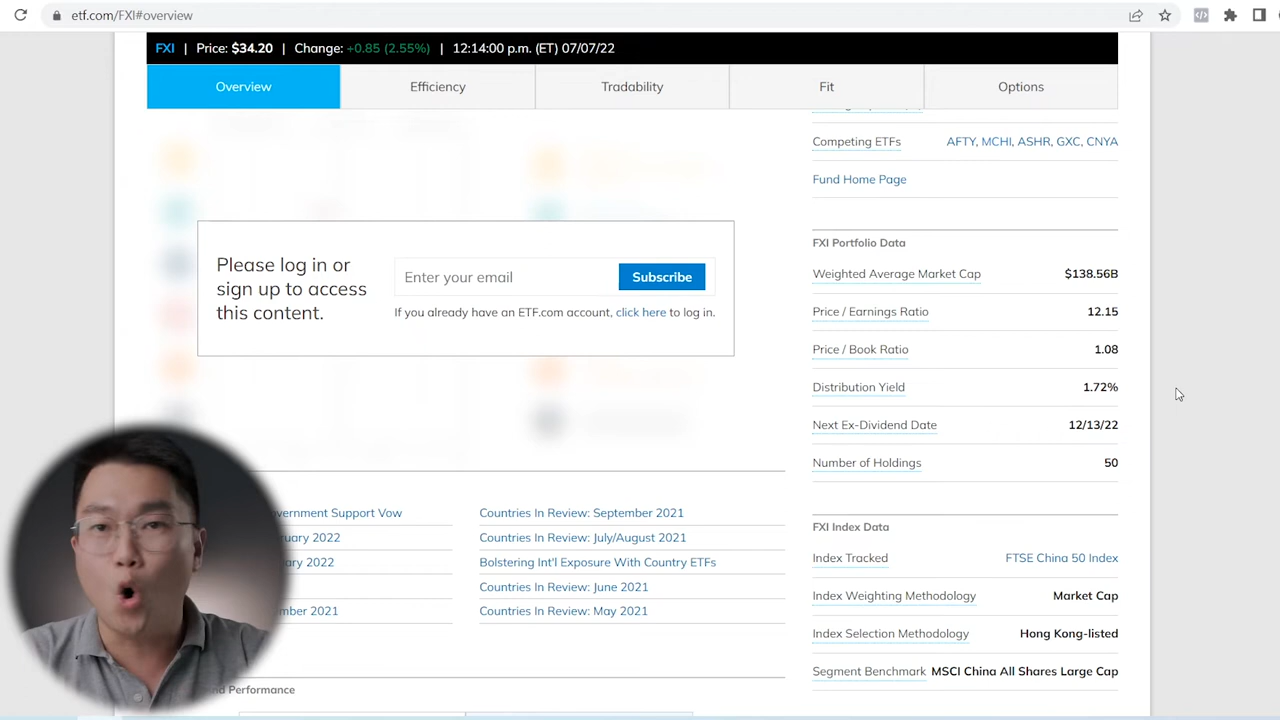 etf.com/FXI#overview
FXI | Price: $34.20 | Change: +0.85 (2.55%) | 12:14:00 p.m. (ET) 07/07/22
Overview Efficiency Tradability Fit Options
Competing ETFs AFTY, MCHI, ASHR, GXC, CNYA
Fund Home Page
Please log in or
sign up to access
this content.
Enter your email Subscribe
If you already have an ETF.com account, click here to log in.
FXI Portfolio Data
Weighted Average Market Cap $138.56B
Price / Earnings Ratio 12.15
Price / Book Ratio 1.08
Distribution Yield 1.72%
Next Ex-Dividend Date 12/13/22
Number of Holdings 50
Support Vow
2022
2022
2021
Countries In Review: September 2021
Countries In Review: July/August 2021
Bolstering Int'l Exposure With Country ETFs
Countries In Review: June 2021
Countries In Review: May 2021
FXI Index Data
Index Tracked FTSE China 50 Index
Index Weighting Methodology Market Cap
Index Selection Methodology Hong Kong-listed
Segment Benchmark MSCI China All Shares Large Cap
Performance